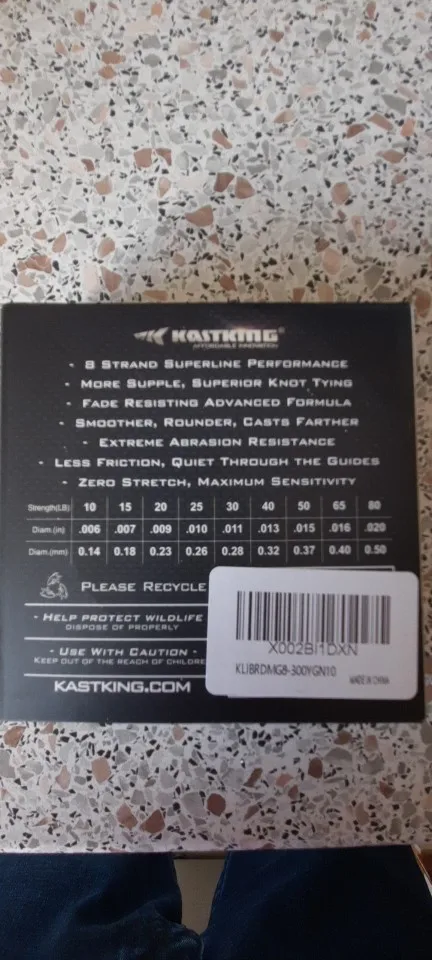 KASTKING®
AFFORDABLE INNOVATION
- 8 STRAND SUPERLINE PERFORMANCE
- MORE SUPPLE, SUPERIOR KNOT TYING
- FADE RESISTING ADVANCED FORMULA
- SMOOTHER, ROUNDER, CASTS FARTHER
- EXTREME ABRASION RESISTANCE
- LESS FRICTION, QUIET THROUGH THE GUIDES
- ZERO STRETCH, MAXIMUM SENSITIVITY
Strength(LB) 10 15 20 25 30 40 50 65 80
Diam.(in) .006 .007 .009 .010 .011 .013 .015 .016 .020
Diam.(mm) 0.14 0.18 0.23 0.26 0.28 0.32 0.37 0.40 0.50
PLEASE RECYCLE
- HELP PROTECT WILDLIFE
DISPOSE OF PROPERLY
- USE WITH CAUTION -
KEEP OUT OF THE REACH OF CHILDRE
KASTKING.COM
X002BI1DXN
KLIBRDMG8-300YGN10
MADE IN CHINA